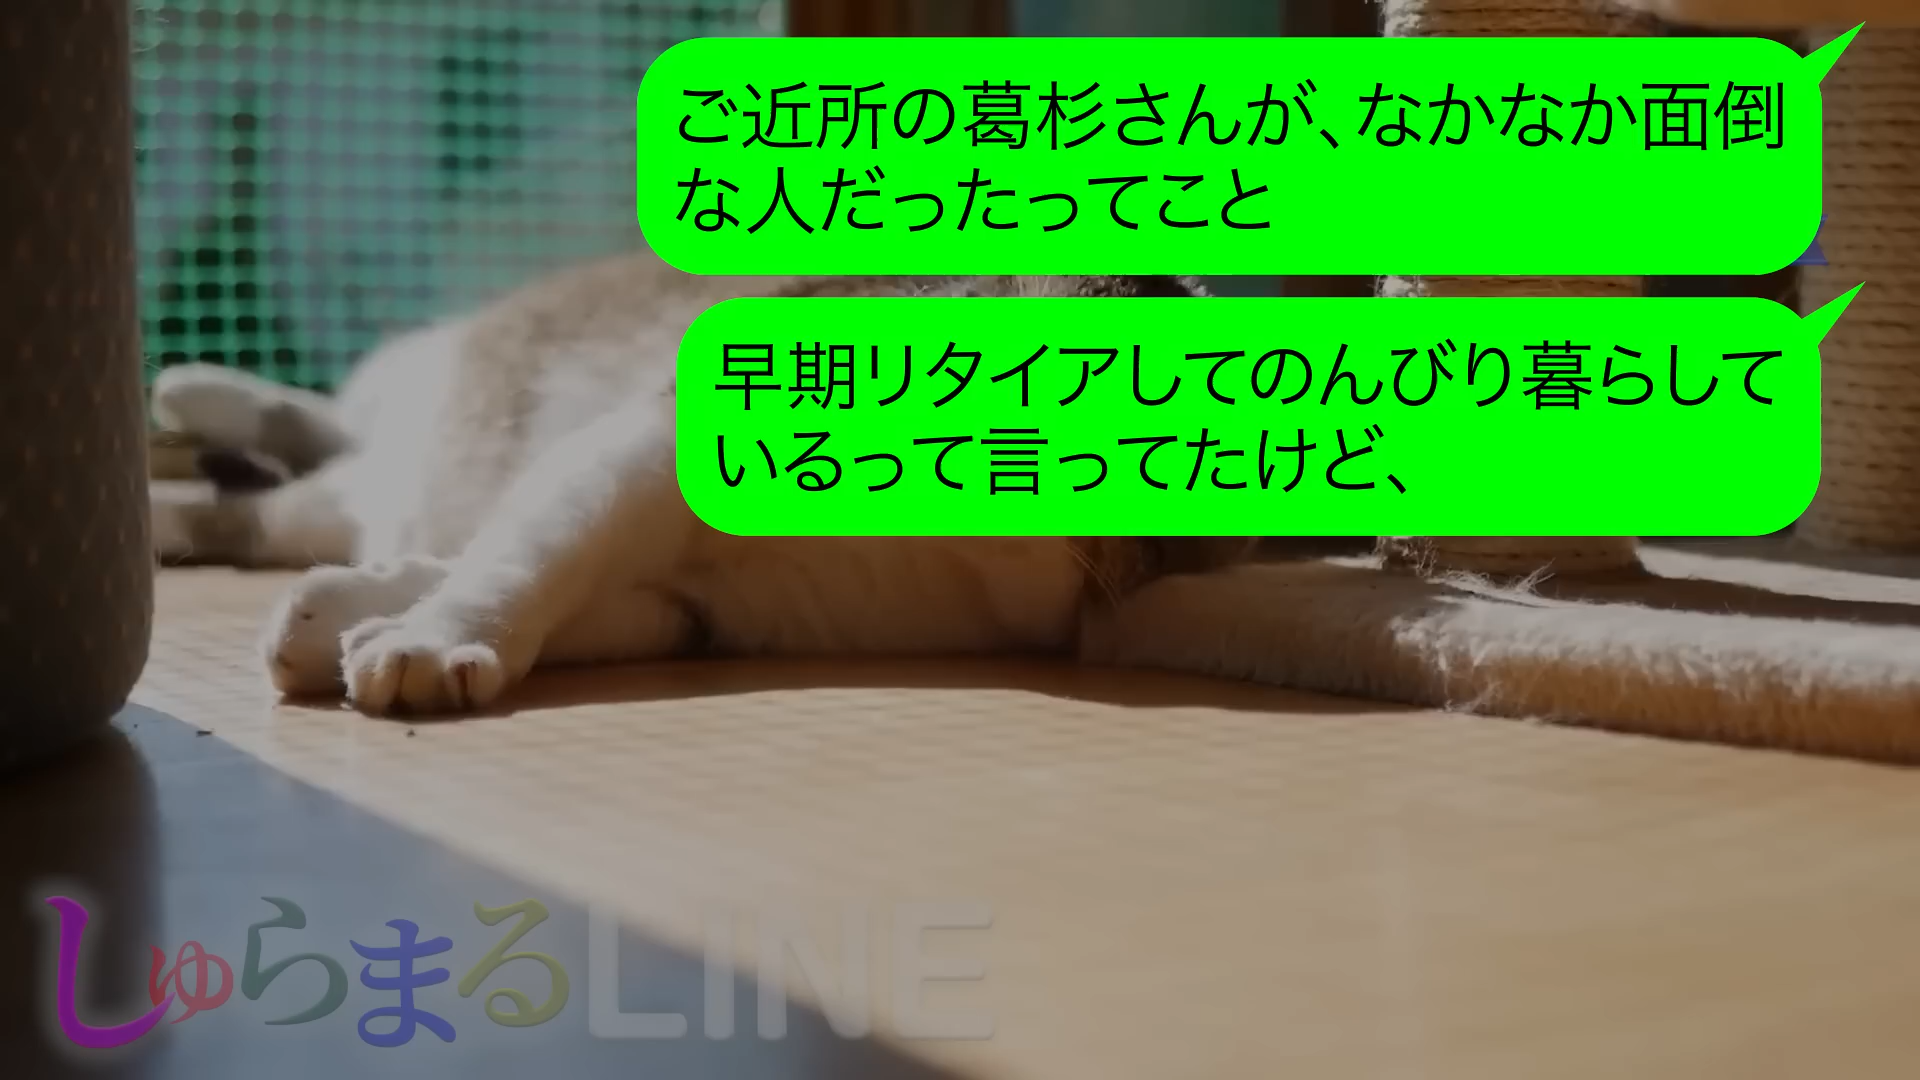 ご近所の葛杉さんが、なかなか面倒
な人だったってこと
早期リタイアしてのんびり暮らして
いるって言ってたけど、
しゅらまるLINE